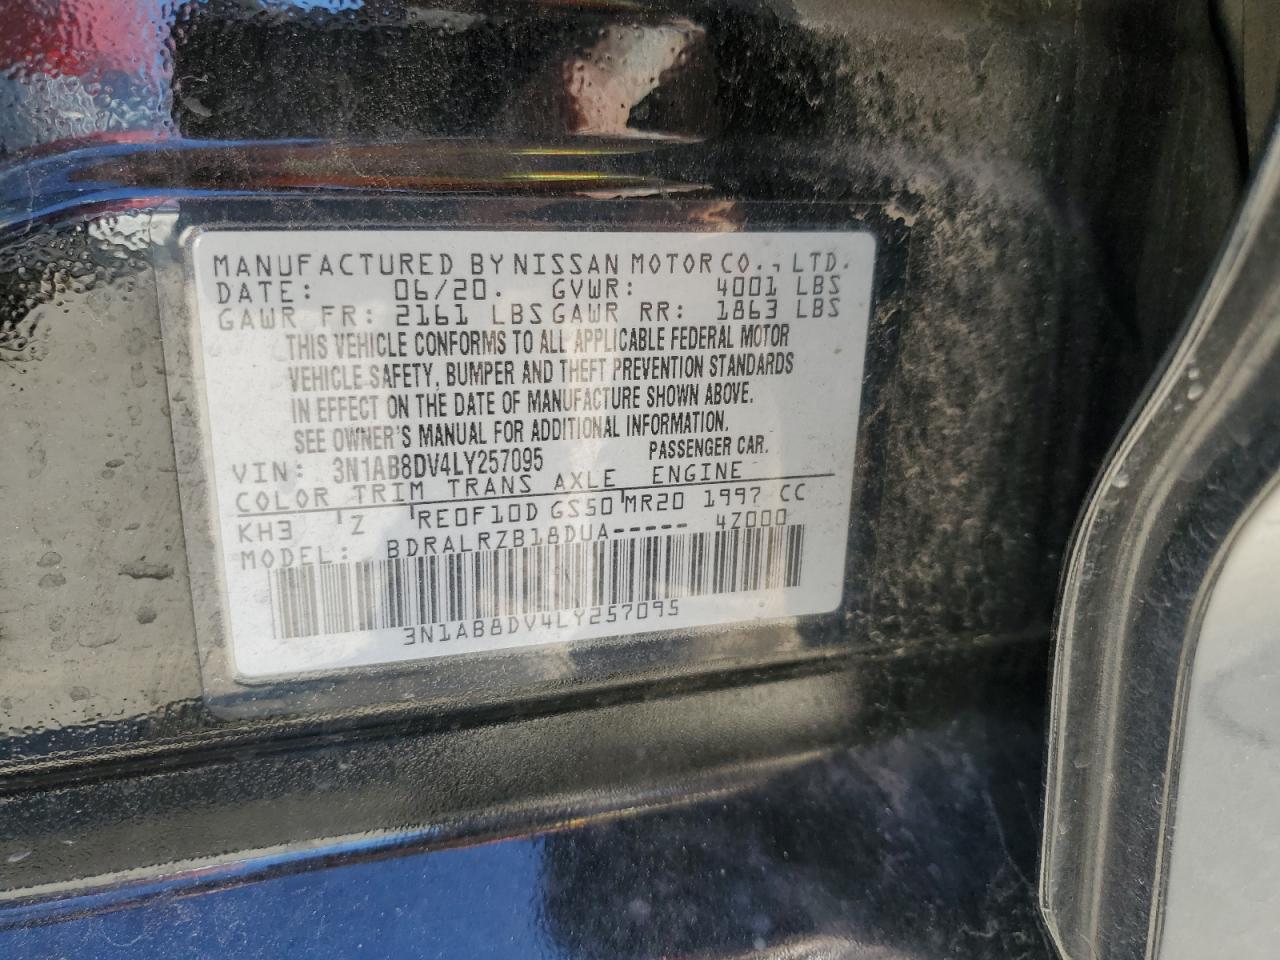 MANUFACTURED BY NISSAN MOTOR CO., LTD.
DATE: 06/20. GVWR: 4001 LBS
GAWR FR: 2161 LBS GAWR RR: 1863 LBS
THIS VEHICLE CONFORMS TO ALL APPLICABLE FEDERAL MOTOR
VEHICLE SAFETY, BUMPER AND THEFT PREVENTION STANDARDS
IN EFFECT ON THE DATE OF MANUFACTURE SHOWN ABOVE.
SEE OWNER'S MANUAL FOR ADDITIONAL INFORMATION.
VIN: 3N1AB8DV4LY257095 PASSENGER CAR.
COLOR TRIM TRANS AXLE ENGINE
KH3 Z RE0F10D GS50 MR20 1997 CC
MODEL: BDRALRZB18DUA----- 4Z000
3N1AB8DV4LY257095